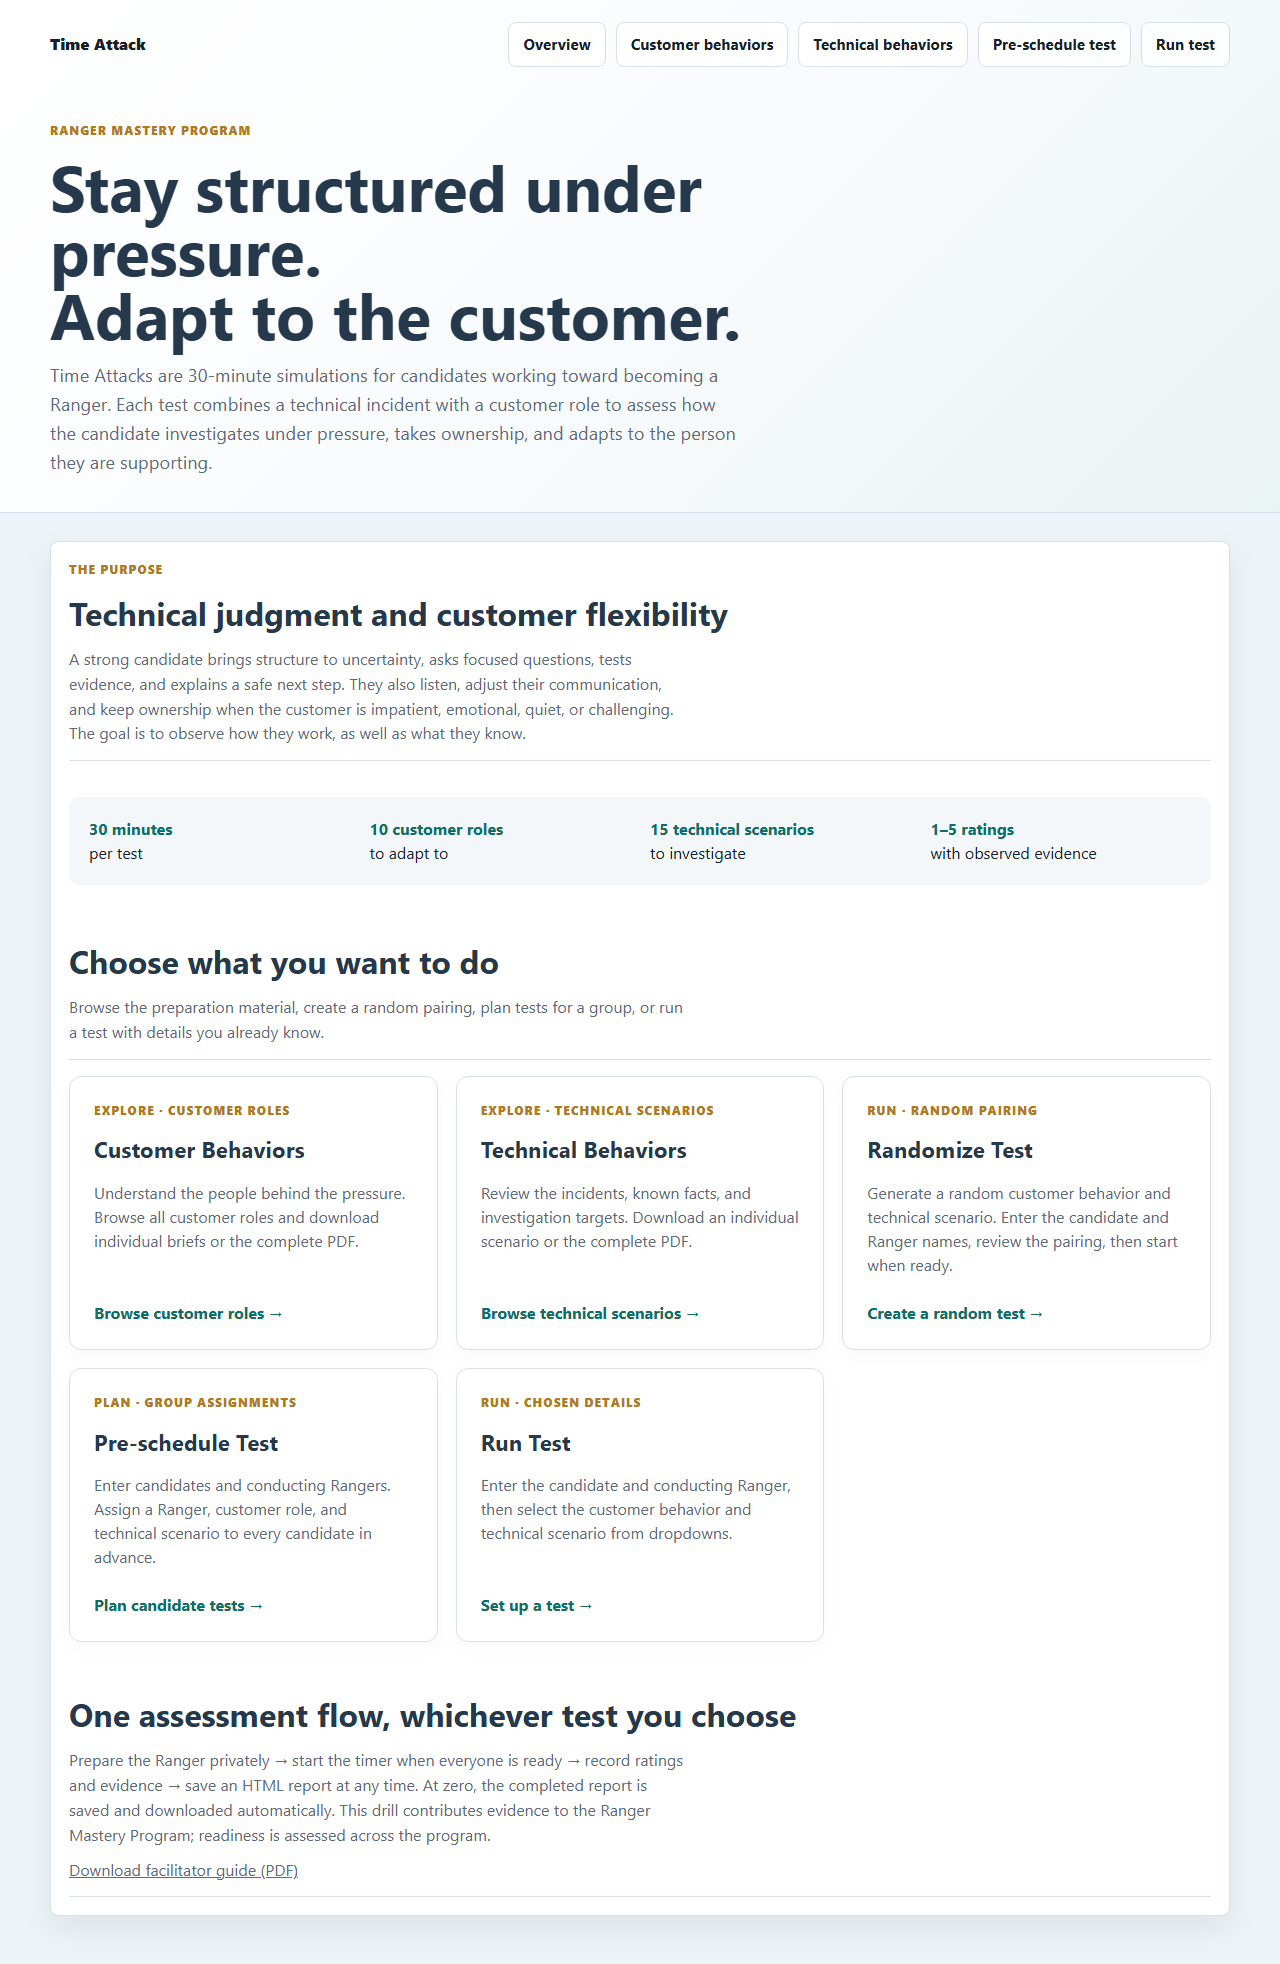 Time Attack
Overview
Customer behaviors
Technical behaviors
Pre-schedule test
Run test
RANGER MASTERY PROGRAM
Stay structured under
pressure.
Adapt to the customer.
Time Attacks are 30-minute simulations for candidates working toward becoming a
Ranger. Each test combines a technical incident with a customer role to assess how
the candidate investigates under pressure, takes ownership, and adapts to the person
they are supporting.
THE PURPOSE
Technical judgment and customer flexibility
A strong candidate brings structure to uncertainty, asks focused questions, tests
evidence, and explains a safe next step. They also listen, adjust their communication,
and keep ownership when the customer is impatient, emotional, quiet, or challenging.
The goal is to observe how they work, as well as what they know.
30 minutes
per test
10 customer roles
to adapt to
15 technical scenarios
to investigate
1–5 ratings
with observed evidence
Choose what you want to do
Browse the preparation material, create a random pairing, plan tests for a group, or run
a test with details you already know.
EXPLORE · CUSTOMER ROLES
Customer Behaviors
Understand the people behind the pressure.
Browse all customer roles and download
individual briefs or the complete PDF.
Browse customer roles →
EXPLORE · TECHNICAL SCENARIOS
Technical Behaviors
Review the incidents, known facts, and
investigation targets. Download an individual
scenario or the complete PDF.
Browse technical scenarios →
RUN · RANDOM PAIRING
Randomize Test
Generate a random customer behavior and
technical scenario. Enter the candidate and
Ranger names, review the pairing, then start
when ready.
Create a random test →
PLAN · GROUP ASSIGNMENTS
Pre-schedule Test
Enter candidates and conducting Rangers.
Assign a Ranger, customer role, and
technical scenario to every candidate in
advance.
Plan candidate tests →
RUN · CHOSEN DETAILS
Run Test
Enter the candidate and conducting Ranger,
then select the customer behavior and
technical scenario from dropdowns.
Set up a test →
One assessment flow, whichever test you choose
Prepare the Ranger privately → start the timer when everyone is ready → record ratings
and evidence → save an HTML report at any time. At zero, the completed report is
saved and downloaded automatically. This drill contributes evidence to the Ranger
Mastery Program; readiness is assessed across the program.
Download facilitator guide (PDF)